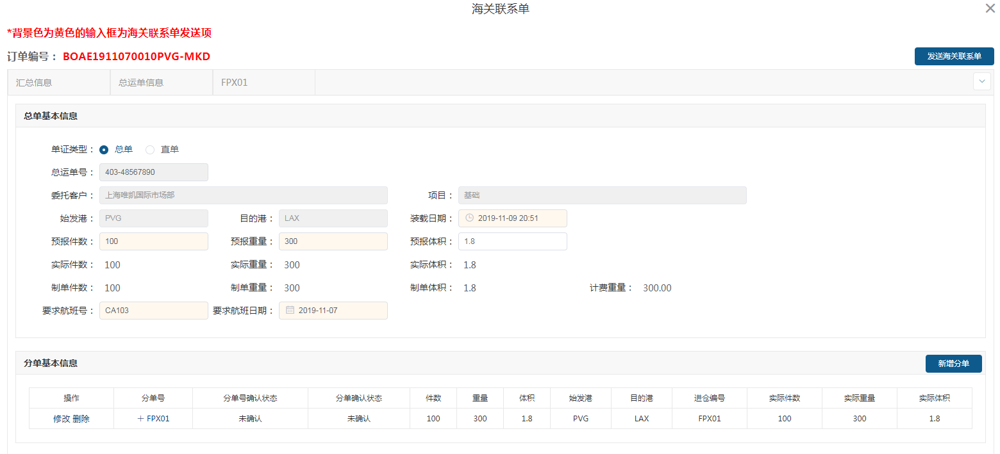 海关联系单
*背景色为黄色的输入框为海关联系单发送项
订单编号： BOAE1911070010PVG-MKD
发送海关联系单
汇总信息 总运单信息 FPX01
总单基本信息
单证类型： 总单 直单
总运单号： 403-48567890
委托客户： 上海唯凯国际市场部 项目： 基础
始发港： PVG 目的港： LAX 装载日期： 2019-11-09 20:51
预报件数： 100 预报重量： 300 预报体积： 1.8
实际件数： 100 实际重量： 300 实际体积： 1.8
制单件数： 100 制单重量： 300 制单体积： 1.8 计费重量： 300.00
要求航班号： CA103 要求航班日期： 2019-11-07
分单基本信息 新增分单
操作 分单号 分单号确认状态 分单确认状态 件数 重量 体积 始发港 目的港 进仓编号 实际件数 实际重量 实际体积
修改 删除 + FPX01 未确认 未确认 100 300 1.8 PVG LAX FPX01 100 300 1.8